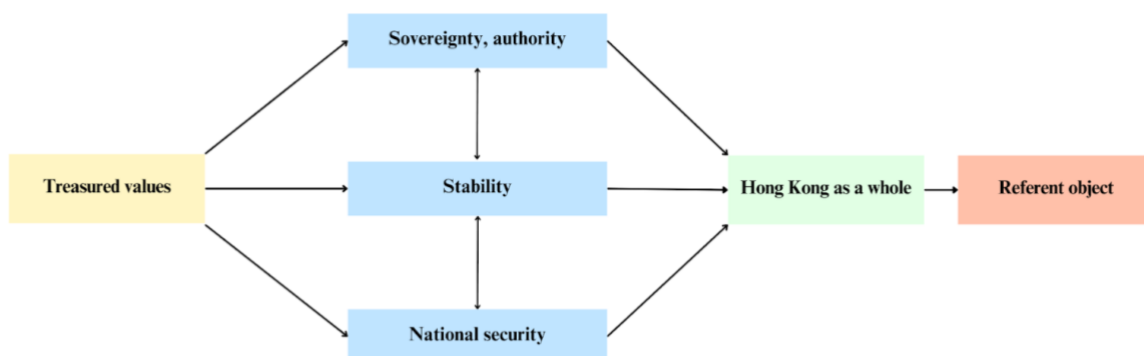 Sovereignty, authority
Treasured values
Stability
Hong Kong as a whole
Referent object
National security